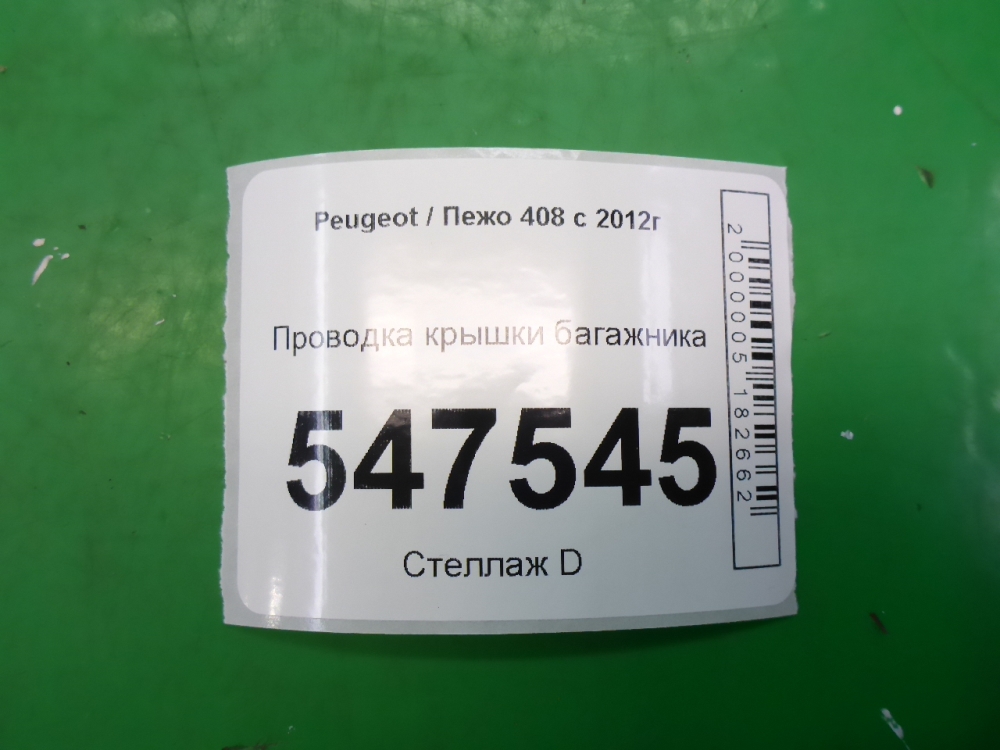 Peugeot / Пежо 408 с 2012г
Проводка крышки багажника
547545
Стеллаж D
2000005182662